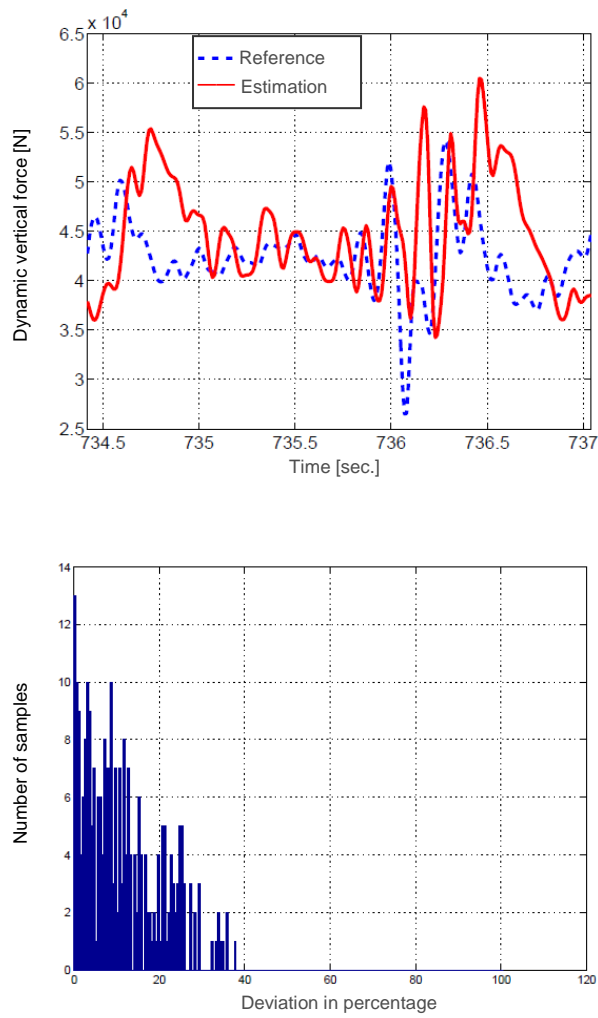 x 10⁴
6.5
6
5.5
5
4.5
4
3.5
3
2.5
Dynamic vertical force [N]
Reference
Estimation
734.5 735 735.5 736 736.5 737
Time [sec.]
14
12
10
8
6
4
2
0
Number of samples
0 20 40 60 80 100 120
Deviation in percentage